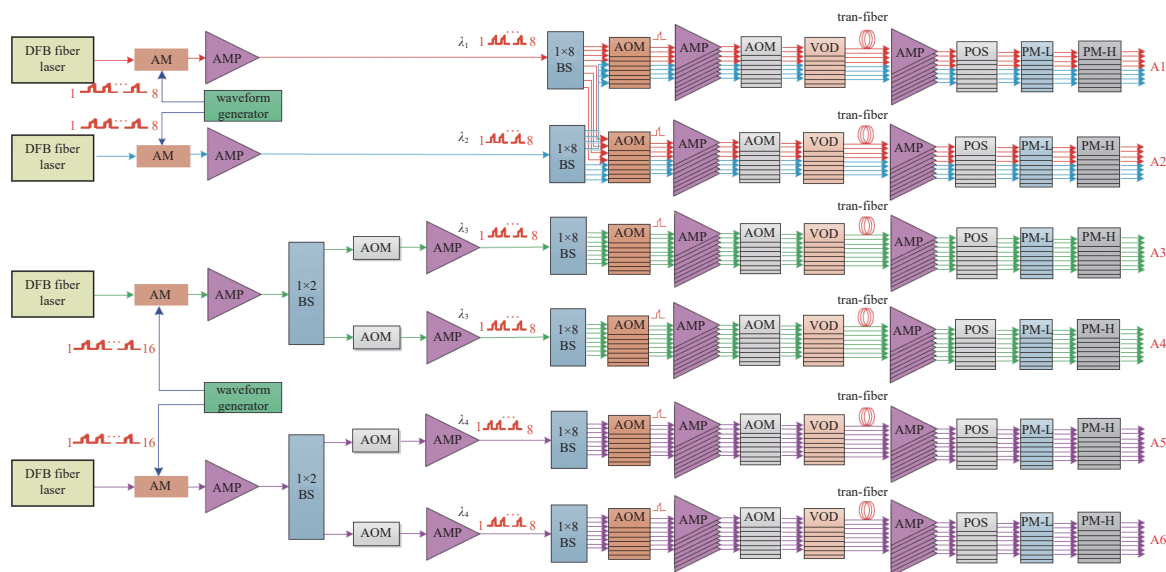 DFB fiber
laser
AM
AMP
λ1
1 ··· 8
1×8
BS
AOM
AMP
AOM
VOD
tran-fiber
AMP
POS
PM-L
PM-H
A1
1 ··· 8
1 ··· 8
waveform
generator
DFB fiber
laser
AM
AMP
λ2
1 ··· 8
1×8
BS
AOM
AMP
AOM
VOD
tran-fiber
AMP
POS
PM-L
PM-H
A2
DFB fiber
laser
AM
AMP
1×2
BS
AOM
AMP
λ3
1 ··· 8
1×8
BS
AOM
AMP
AOM
VOD
tran-fiber
AMP
POS
PM-L
PM-H
A3
AOM
AMP
λ3
1 ··· 8
1×8
BS
AOM
AMP
AOM
VOD
tran-fiber
AMP
POS
PM-L
PM-H
A4
1 ··· 16
waveform
generator
1 ··· 16
DFB fiber
laser
AM
AMP
1×2
BS
AOM
AMP
λ4
1 ··· 8
1×8
BS
AOM
AMP
AOM
VOD
tran-fiber
AMP
POS
PM-L
PM-H
A5
AOM
AMP
λ4
1 ··· 8
1×8
BS
AOM
AMP
AOM
VOD
tran-fiber
AMP
POS
PM-L
PM-H
A6